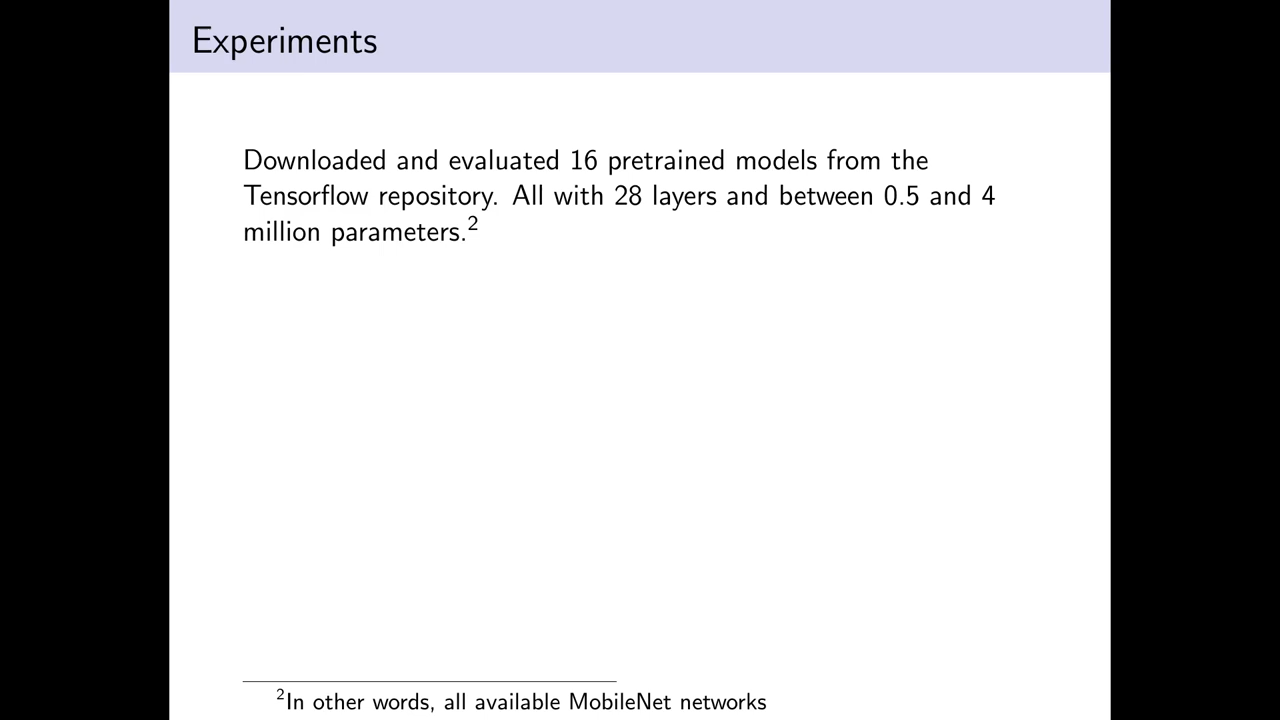 Experiments
Downloaded and evaluated 16 pretrained models from the
Tensorflow repository. All with 28 layers and between 0.5 and 4
million parameters.²
²In other words, all available MobileNet networks